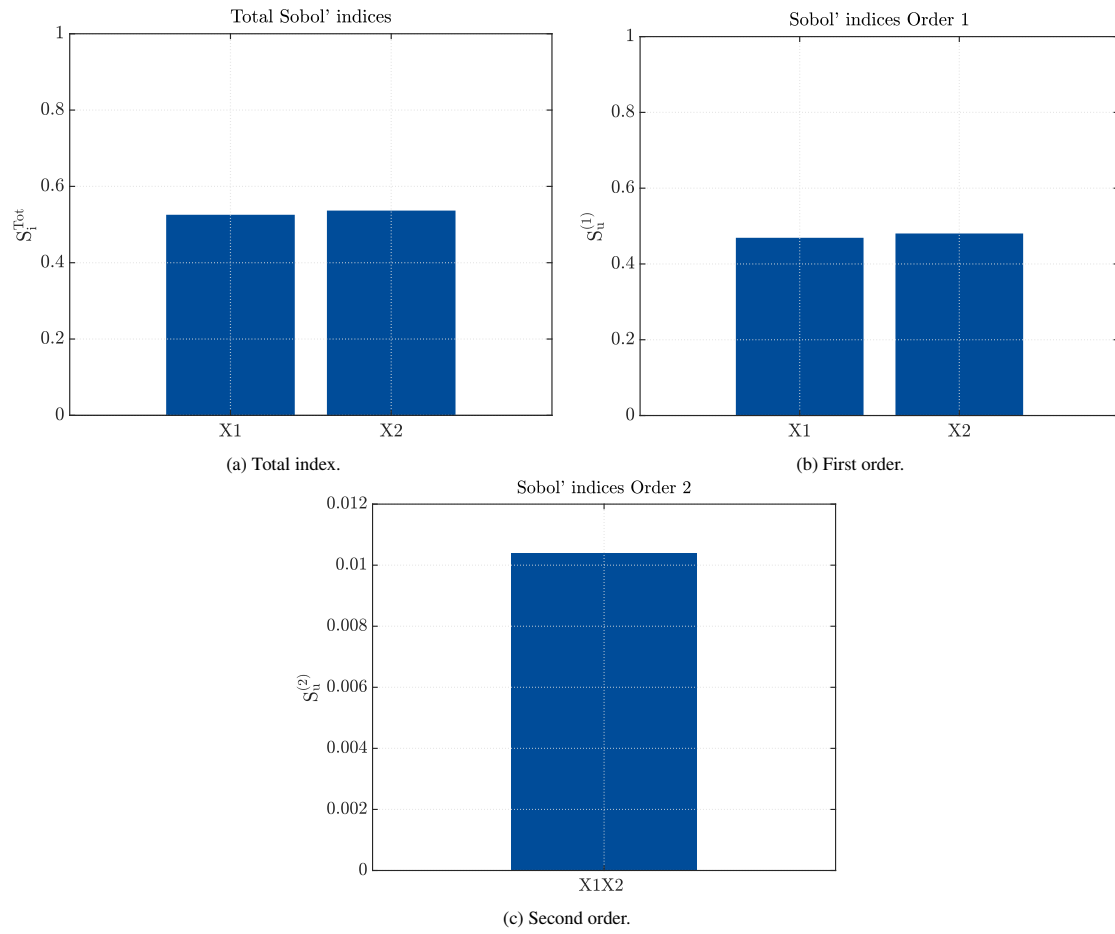 Total Sobol' indices
1
0.8
0.6
0.4
0.2
0
S_i^Tot
X1 X2
(a) Total index.
Sobol' indices Order 1
1
0.8
0.6
0.4
0.2
0
S_u^(1)
X1 X2
(b) First order.
Sobol' indices Order 2
0.012
0.01
0.008
0.006
0.004
0.002
0
S_u^(2)
X1X2
(c) Second order.